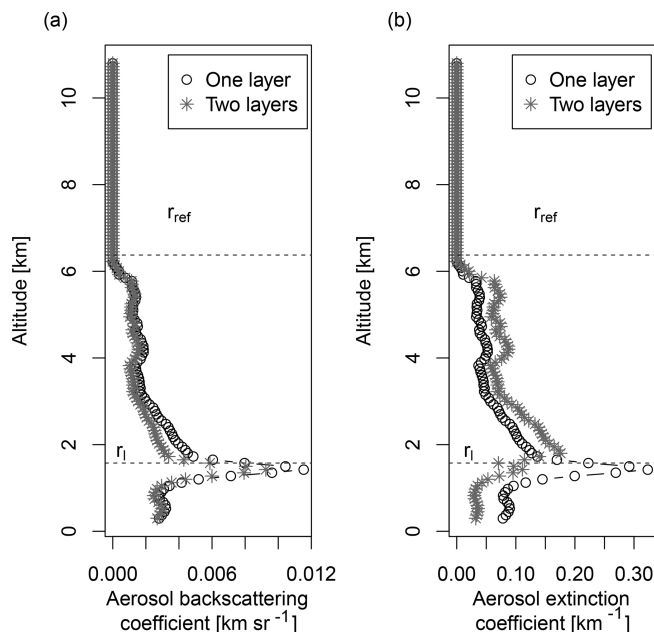 (a)
One layer
Two layers
r_ref
r_l
Altitude [km]
0
2
4
6
8
10
0.000
0.006
0.012
Aerosol backscattering
coefficient [km sr⁻¹]
(b)
One layer
Two layers
r_ref
Altitude [km]
0
2
4
6
8
10
r_l
0.00
0.10
0.20
0.30
Aerosol extinction
coefficient [km⁻¹]